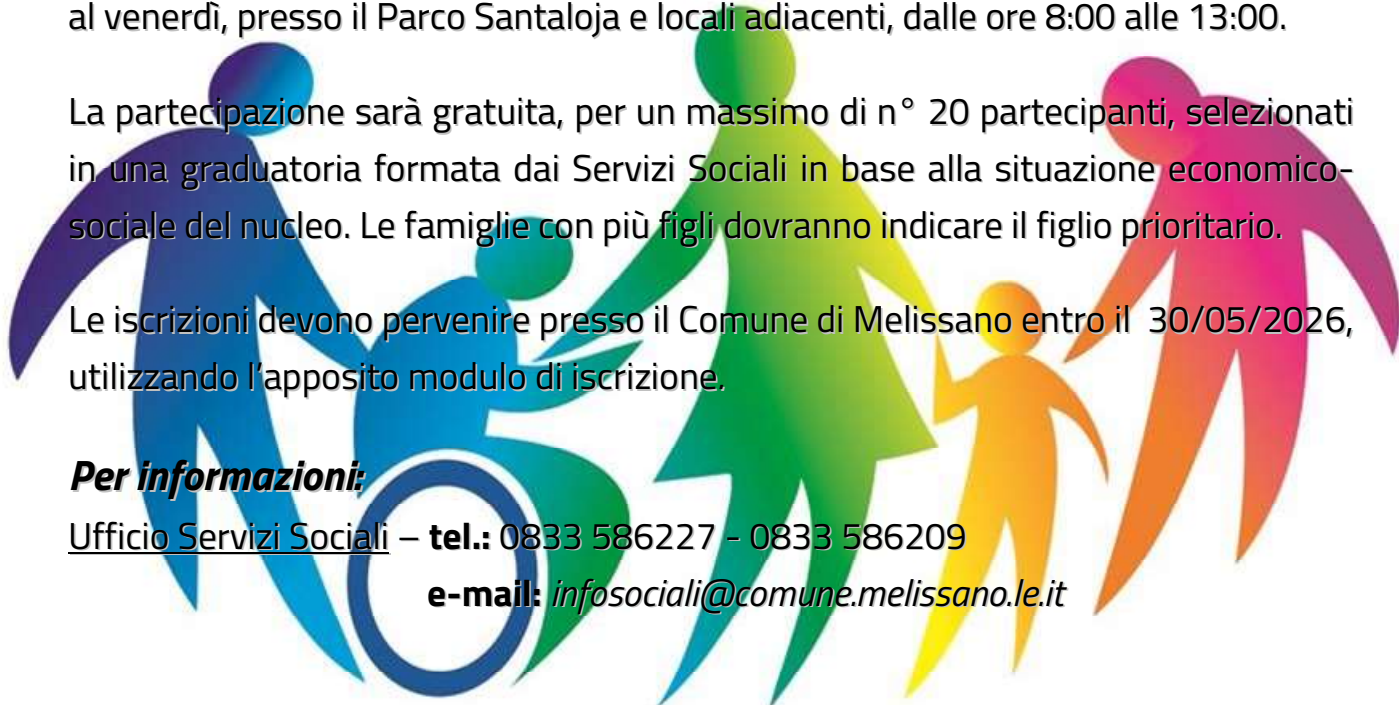 al venerdì, presso il Parco Santaloja e locali adiacenti, dalle ore 8:00 alle 13:00.
La partecipazione sarà gratuita, per un massimo di n° 20 partecipanti, selezionati
in una graduatoria formata dai Servizi Sociali in base alla situazione economico-
sociale del nucleo. Le famiglie con più figli dovranno indicare il figlio prioritario.
Le iscrizioni devono pervenire presso il Comune di Melissano entro il 30/05/2026,
utilizzando l’apposito modulo di iscrizione.
Per informazioni:
Ufficio Servizi Sociali – tel.: 0833 586227 - 0833 586209
e-mail: infosociali@comune.melissano.le.it